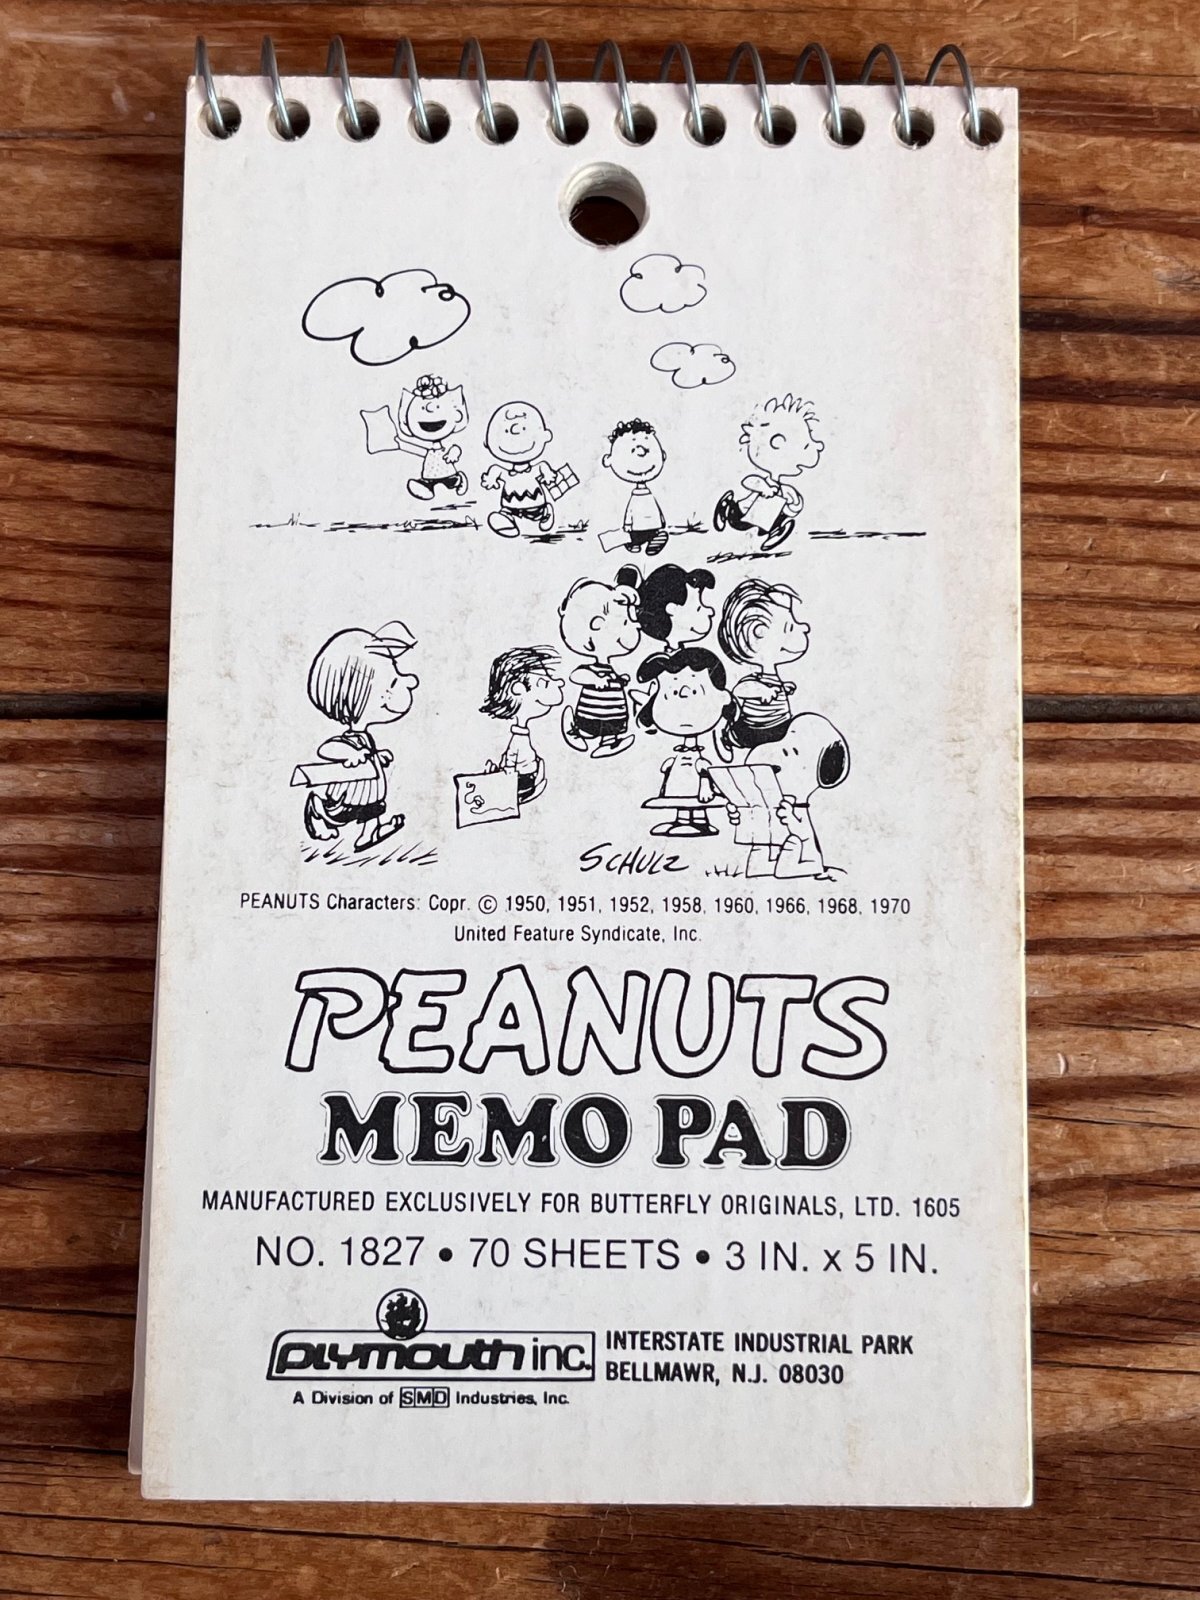 SCHULZ
PEANUTS Characters: Copr. © 1950, 1951, 1952, 1958, 1960, 1966, 1968, 1970
United Feature Syndicate, Inc.
PEANUTS
MEMO PAD
MANUFACTURED EXCLUSIVELY FOR BUTTERFLY ORIGINALS, LTD. 1605
NO. 1827 • 70 SHEETS • 3 IN. x 5 IN.
plymouth inc.
A Division of SMD Industries, Inc.
INTERSTATE INDUSTRIAL PARK
BELLMAWR, N.J. 08030